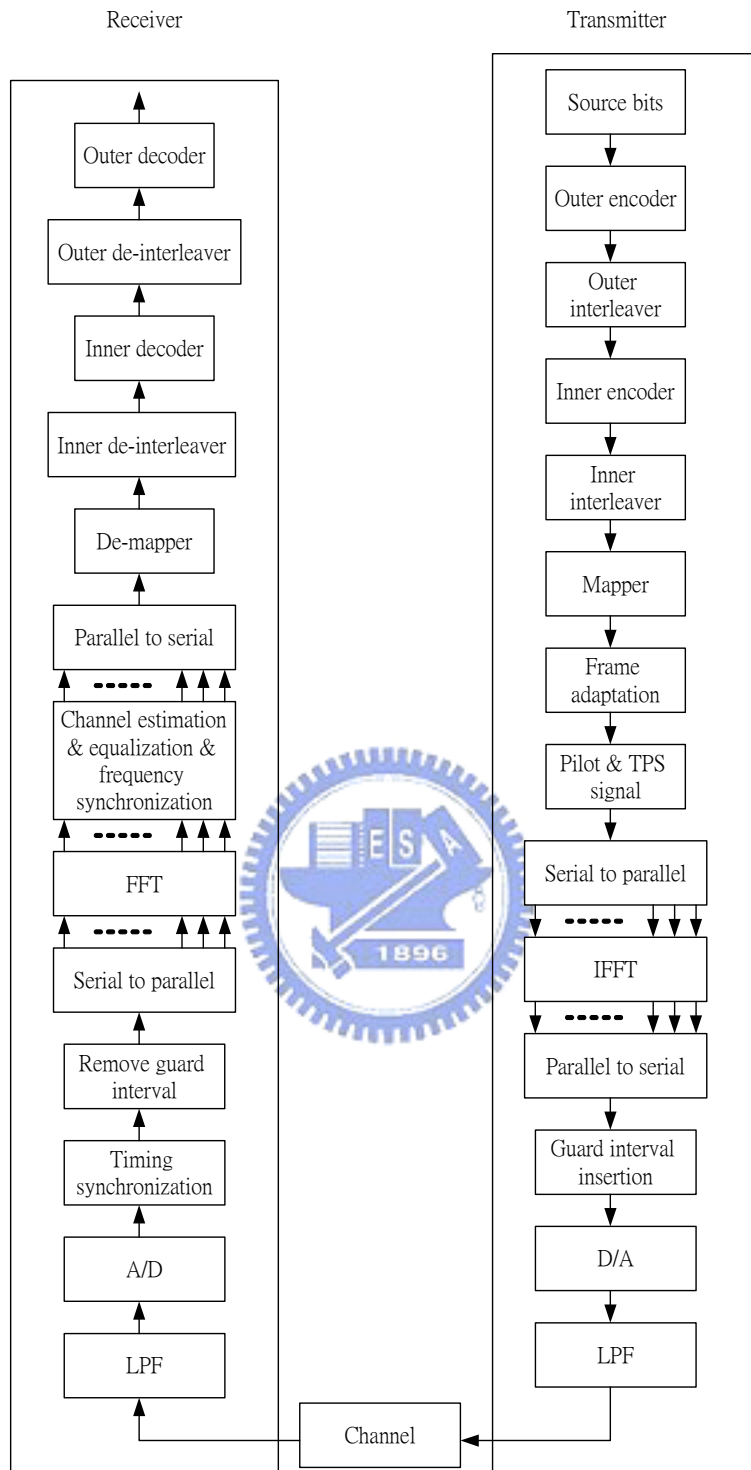 Receiver
Transmitter
Outer decoder
Outer de-interleaver
Inner decoder
Inner de-interleaver
De-mapper
Parallel to serial
Channel estimation
& equalization &
frequency
synchronization
FFT
Serial to parallel
Remove guard
interval
Timing
synchronization
A/D
LPF
Channel
Source bits
Outer encoder
Outer
interleaver
Inner encoder
Inner
interleaver
Mapper
Frame
adaptation
Pilot & TPS
signal
Serial to parallel
IFFT
Parallel to serial
Guard interval
insertion
D/A
LPF
E S A
1896